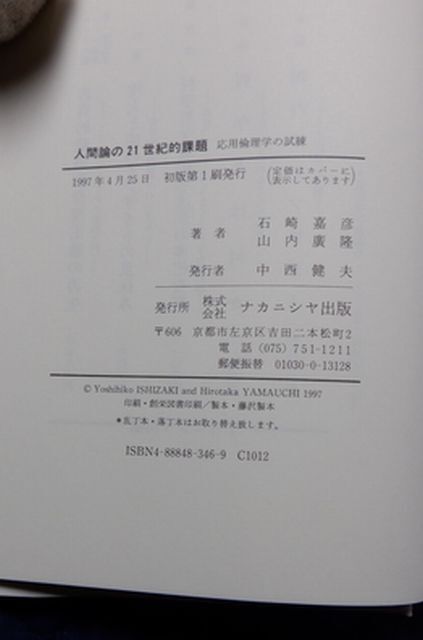 人間論の21世紀的課題 応用倫理学の試練
1997年4月25日 初版第1刷発行 (定価はカバーに表示してあります)
著者 石崎嘉彦
山内廣隆
発行者 中西健夫
発行所 株式会社 ナカニシヤ出版
〒606 京都市左京区吉田二本松町2
電話 (075) 751-1211
郵便振替 01030-0-13128
© Yoshihiko ISHIZAKI and Hirotaka YAMAUCHI 1997
印刷・創栄図書印刷/製本・藤沢製本
*乱丁本・落丁本はお取り替え致します。
ISBN4-88848-346-9 C1012